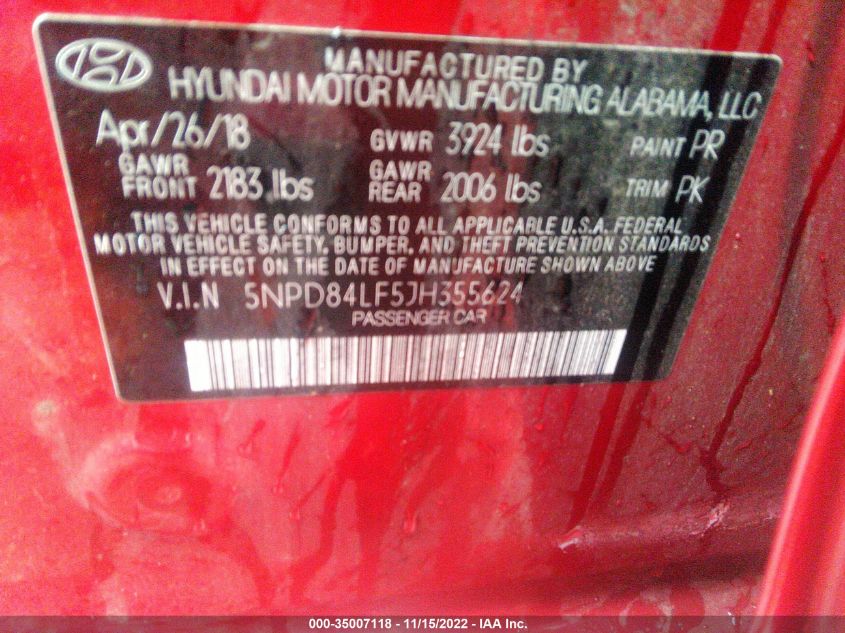 MANUFACTURED BY
HYUNDAI MOTOR MANUFACTURING ALABAMA, LLC
Apr/26/18 GVWR 3924 lbs PAINT PR
GAWR FRONT 2183 lbs GAWR REAR 2006 lbs TRIM PK
THIS VEHICLE CONFORMS TO ALL APPLICABLE U.S.A. FEDERAL
MOTOR VEHICLE SAFETY, BUMPER, AND THEFT PREVENTION STANDARDS
IN EFFECT ON THE DATE OF MANUFACTURE SHOWN ABOVE
V.I.N 5NPD84LF5JH355624
PASSENGER CAR
000-35007118 - 11/15/2022 - IAA Inc.